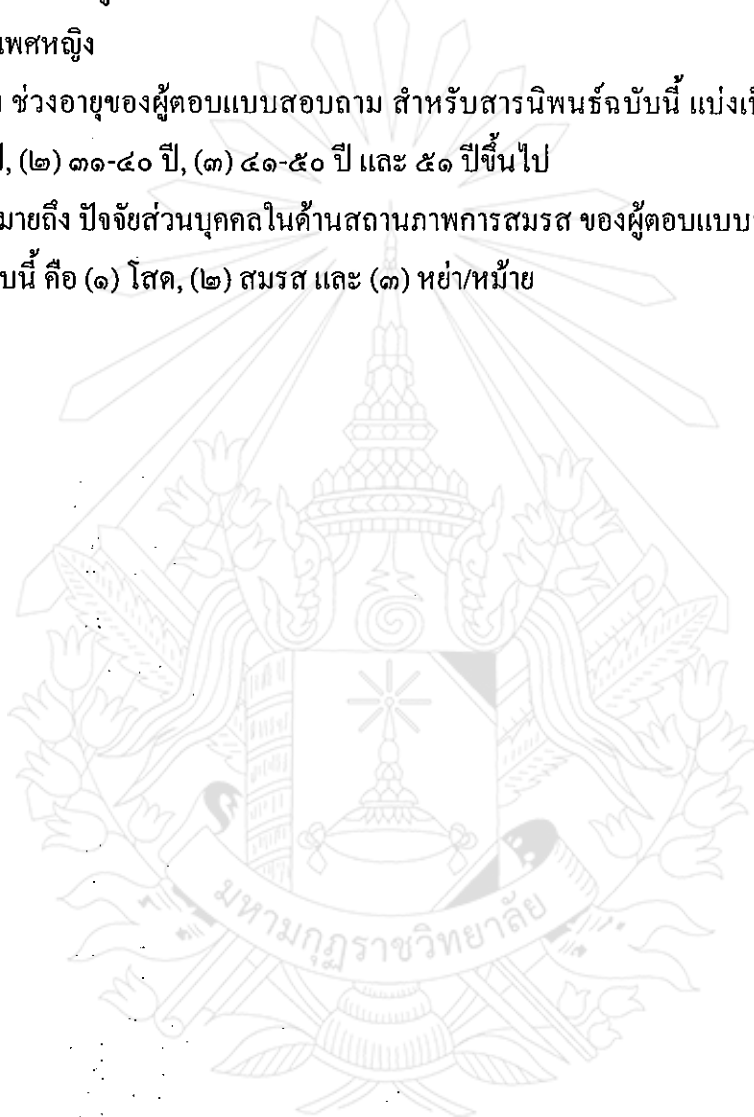 เพศหญิง
ช่วงอายุของผู้ตอบแบบสอบถาม สำหรับสารนิพนธ์ฉบับนี้
(๒) ๓๑-๔๐ ปี, (๓) ๔๑-๕๐ ปี และ ๕๑ ปีขึ้นไป
มายถึง ปัจจัยส่วนบุคคลในด้านสถานภาพการสมรส ของผู้ตอบแบบ
บนี้ คือ (๑) โสด, (๒) สมรส และ (๓) หย่า/หม้าย
มหามกุฏราชวิทยาลัย